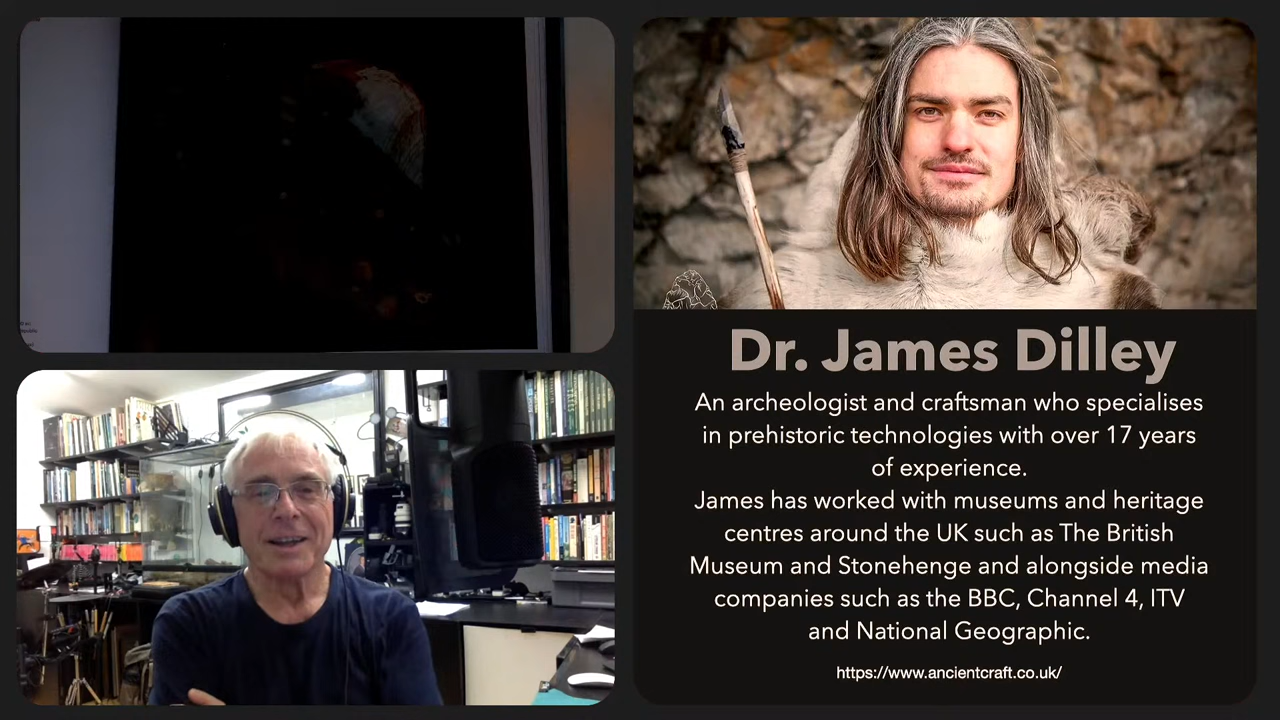 Dr. James Dilley
An archeologist and craftsman who specialises
in prehistoric technologies with over 17 years
of experience.
James has worked with museums and heritage
centres around the UK such as The British
Museum and Stonehenge and alongside media
companies such as the BBC, Channel 4, ITV
and National Geographic.
https://www.ancientcraft.co.uk/